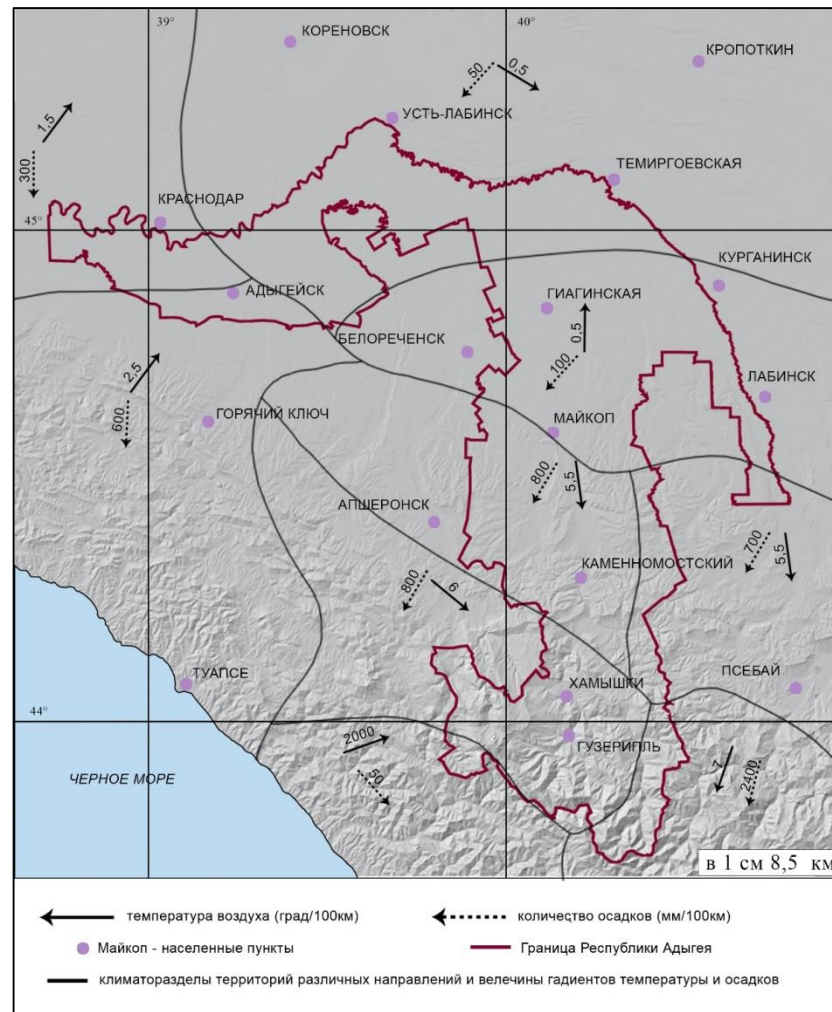 39°
40°
КОРЕНОВСК
КРОПОТКИН
50
0,5
УСТЬ-ЛАБИНСК
1,5
300
ТЕМИРГОЕВСКАЯ
КРАСНОДАР
45°
КУРГАНИНСК
АДЫГЕЙСК
ГИАГИНСКАЯ
БЕЛОРЕЧЕНСК
0,5
100
2,5
600
ЛАБИНСК
ГОРЯЧИЙ КЛЮЧ
МАЙКОП
800
5,5
АПШЕРОНСК
700
5,5
КАМЕННОМОСТСКИЙ
800
6
ТУАПСЕ
ХАМЫШКИ
ПСЕБАЙ
44°
ГУЗЕРИПЛЬ
2000
50
7
2400
ЧЕРНОЕ МОРЕ
в 1 см 8,5 км
температура воздуха (град/100км)
количество осадков (мм/100км)
Майкоп - населенные пункты
Граница Республики Адыгея
климаторазделы территорий различных направлений и велечины гадиентов температуры и осадков